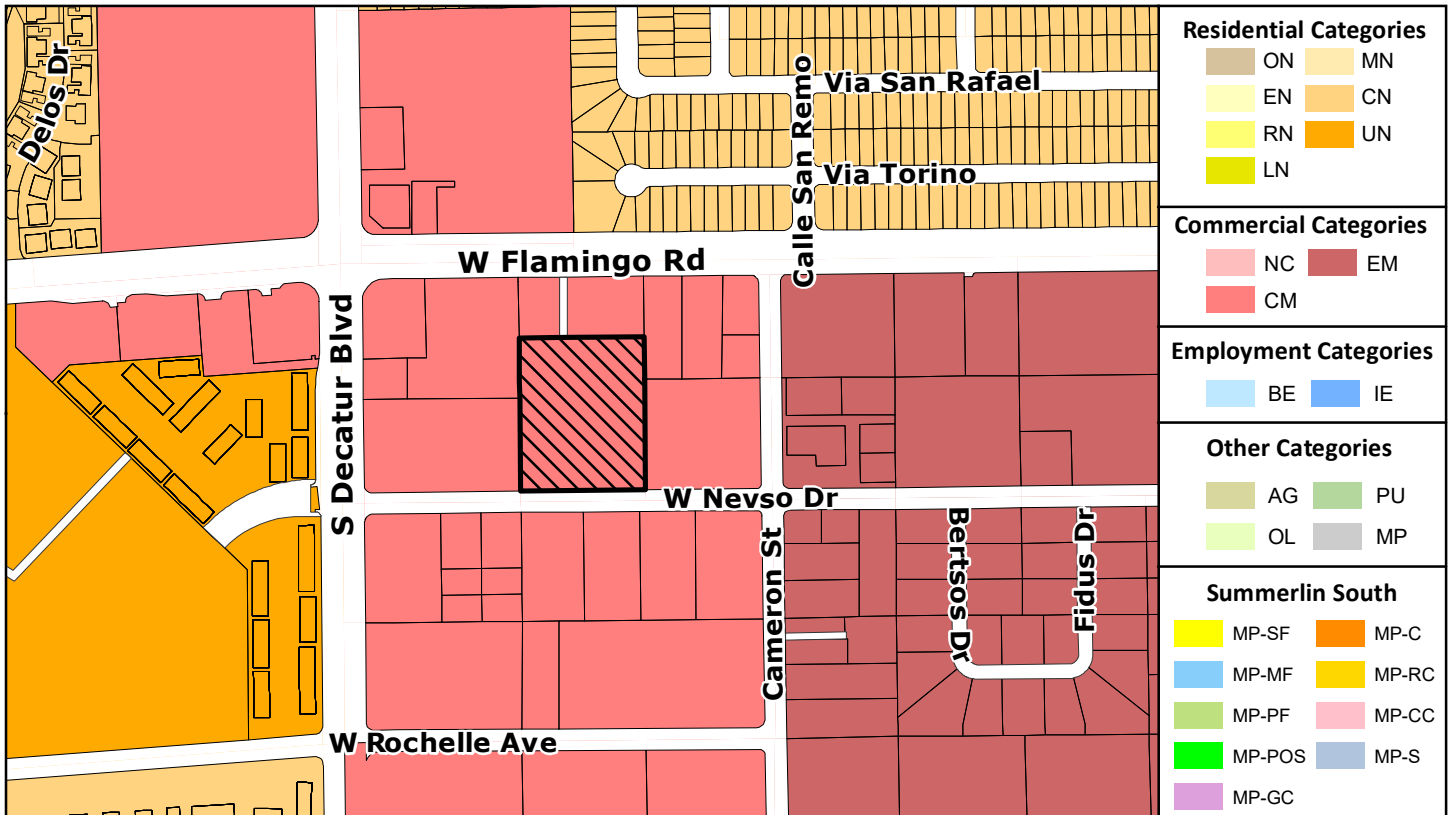 Delos Dr
Via San Rafael
Calle San Remo
Via Torino
W Flamingo Rd
S Decatur Blvd
W Nevso Dr
Cameron St
Bertsos Dr
Fidus Dr
W Rochelle Ave
Residential Categories
ON MN
EN CN
RN UN
LN
Commercial Categories
NC EM
CM
Employment Categories
BE IE
Other Categories
AG PU
OL MP
Summerlin South
MP-SF MP-C
MP-MF MP-RC
MP-PF MP-CC
MP-POS MP-S
MP-GC